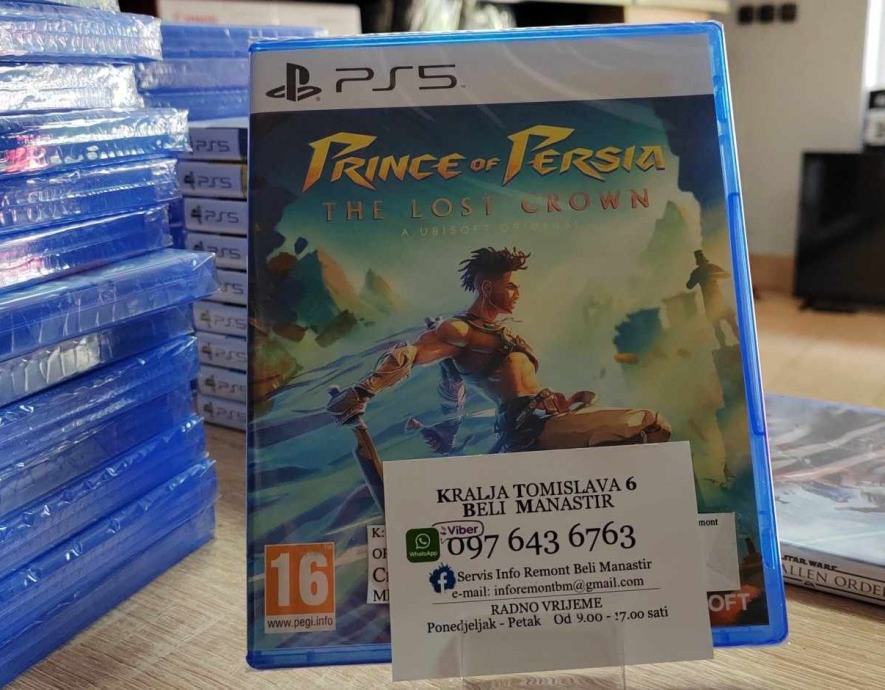 PS5
PRINCE OF PERSIA
THE LOST CROWN
A UBISOFT ORIGINAL
PS5
PS5
PS5
PS5
PS5
PS5
PS5
PS5
PS5
KRALJA TOMISLAVA 6
BELI MANASTIR
Viber
WhatsApp
097 643 6763
Servis Info Remont Beli Manastir
e-mail: inforemontbm@gmail.com
RADNO VRIJEME
Ponedjeljak - Petak Od 9.00 - 17.00 sati
16
www.pegi.info
STAR WARS